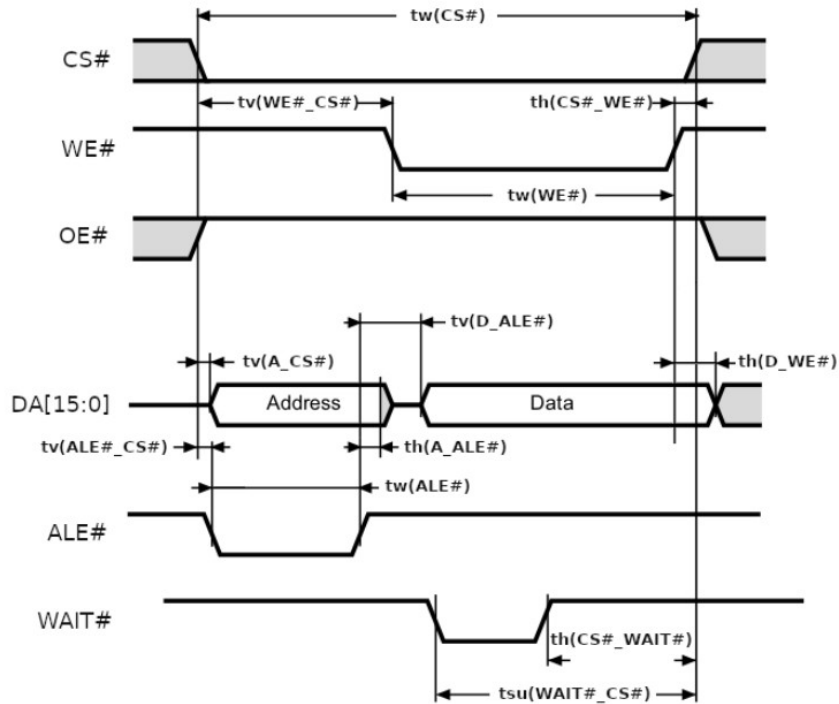 tw(CS#)
CS#
tv(WE#_CS#)
th(CS#_WE#)
WE#
tw(WE#)
OE#
tv(D_ALE#)
tv(A_CS#)
th(D_WE#)
DA[15:0]
Address
Data
tv(ALE#_CS#)
th(A_ALE#)
tw(ALE#)
ALE#
WAIT#
th(CS#_WAIT#)
tsu(WAIT#_CS#)